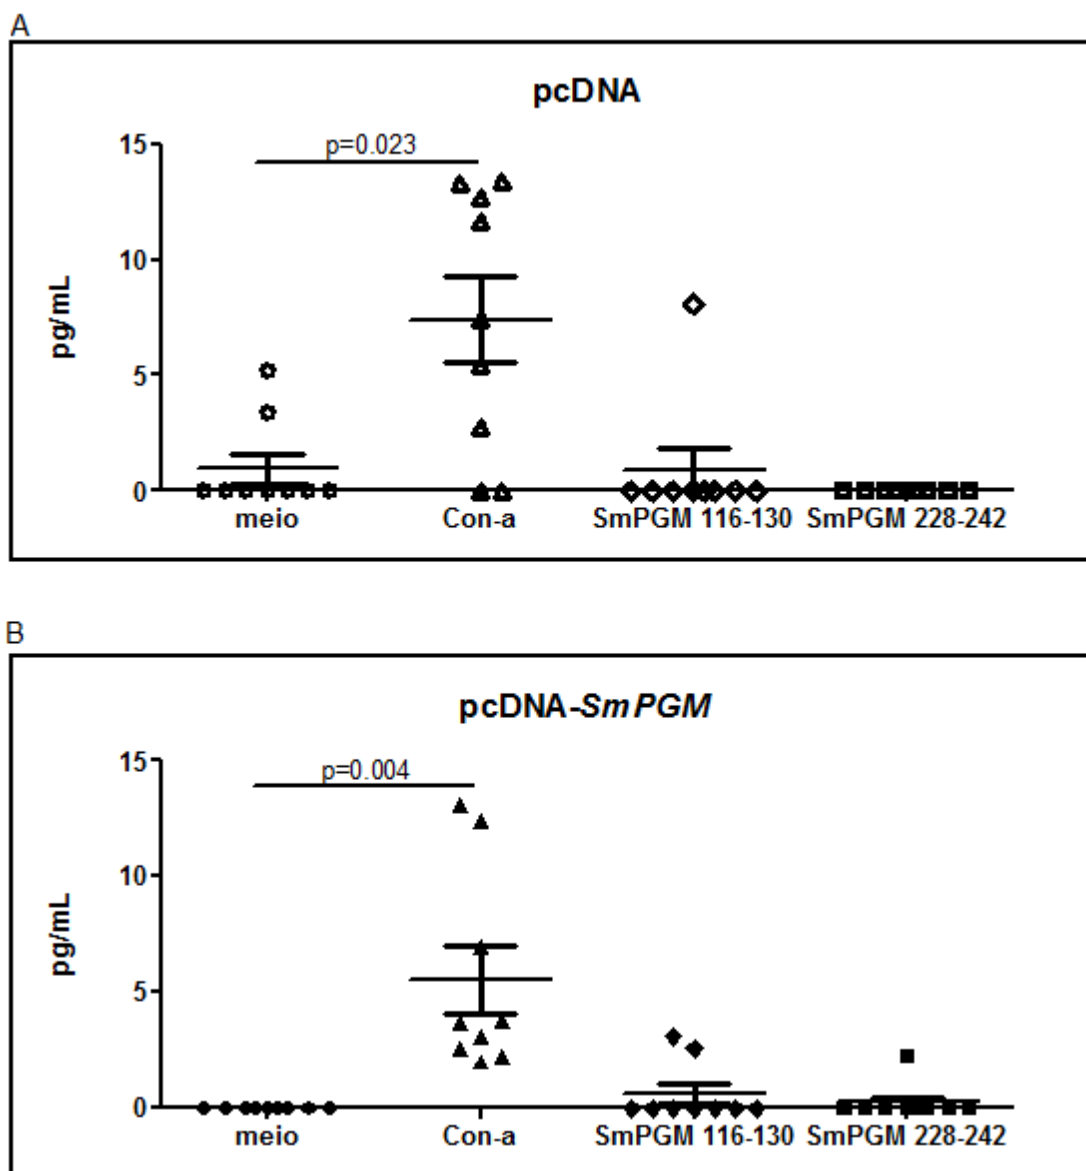 A
pcDNA
15
p=0.023
10
pg/mL
5
0
meio Con-a SmPGM 116-130 SmPGM 228-242
B
pcDNA-SmPGM
15
p=0.004
10
pg/mL
5
0
meio Con-a SmPGM 116-130 SmPGM 228-242